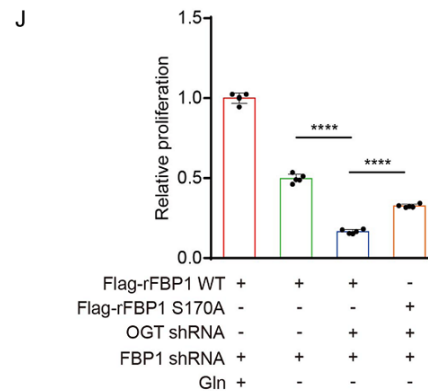 J
Relative proliferation
1.5
1.0
0.5
0.0
****
****
Flag-rFBP1 WT + + + -
Flag-rFBP1 S170A - - - +
OGT shRNA - - + +
FBP1 shRNA + + + +
Gln + - - -